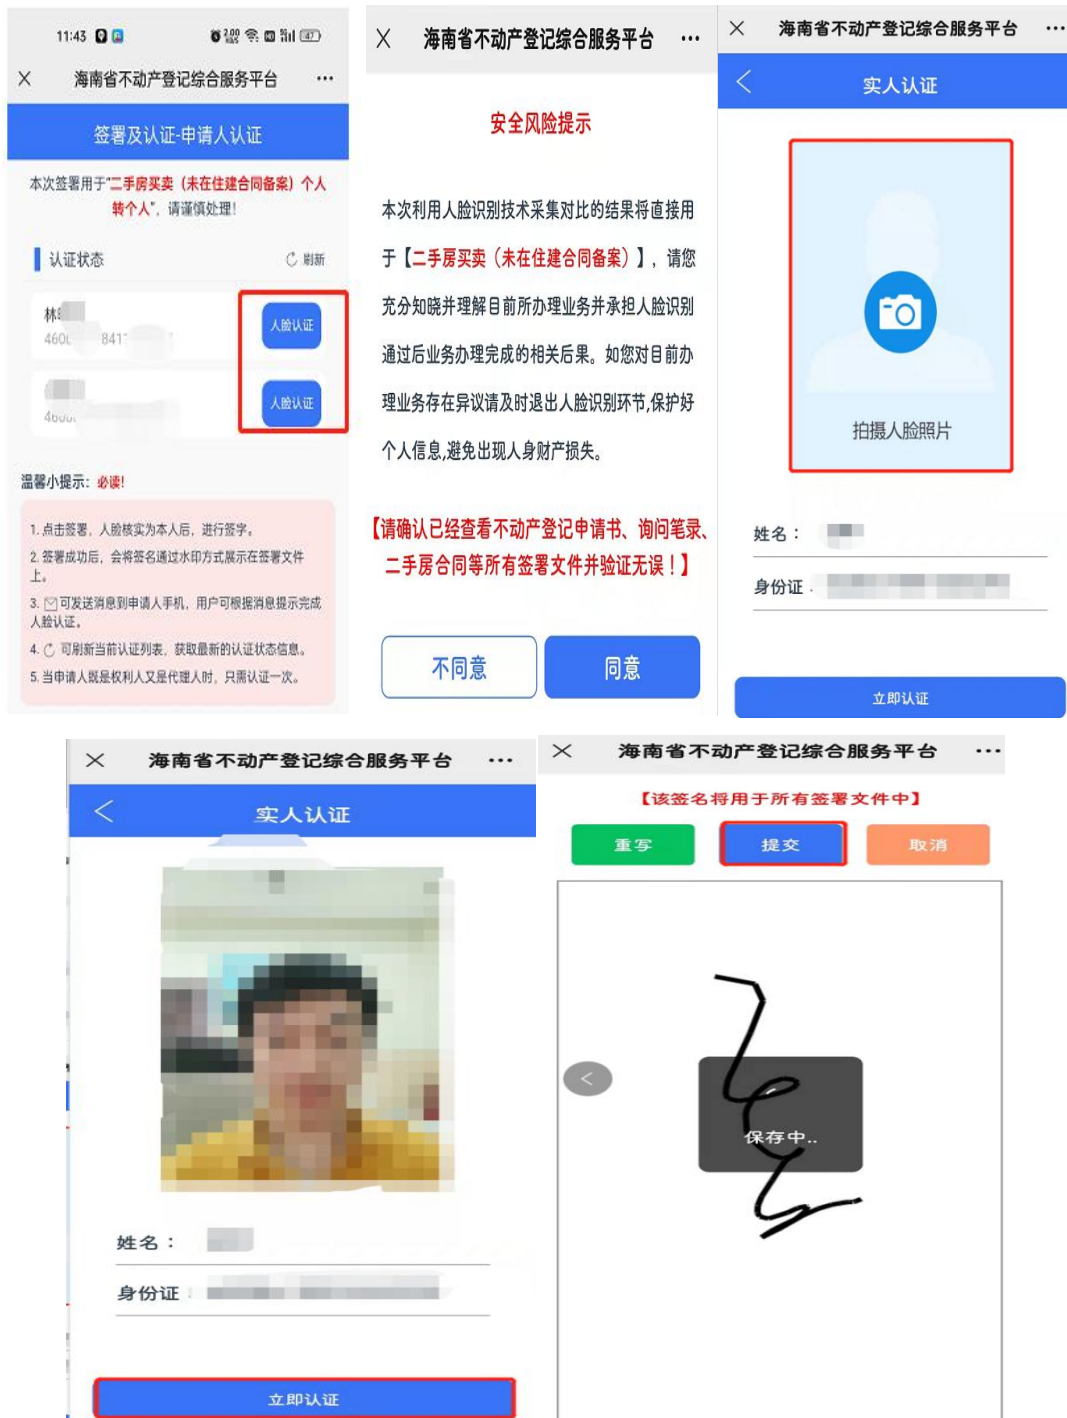 11:43
2.00
47
海南省不动产登记综合服务平台
签署及认证-申请人认证
本次签署用于“二手房买卖（未在住建合同备案）个人
转个人”，请谨慎处理！
认证状态
刷新
林
人脸认证
460
841
人脸认证
温馨小提示：必读!
1. 点击签署，人脸核实为本人后，进行签字。
2. 签署成功后，会将签名通过水印方式展示在签署文件
上。
3. 可发送消息到申请人手机，用户可根据消息提示完成
人脸认证。
4. 可刷新当前认证列表，获取最新的认证状态信息。
5. 当申请人既是权利人又是代理人时，只需认证一次。
海南省不动产登记综合服务平台
安全风险提示
本次利用人脸识别技术采集对比的结果将直接用
于【二手房买卖（未在住建合同备案）】，请您
充分知晓并理解目前所办理业务并承担人脸识别
通过后业务办理完成的相关后果。如您对目前办
理业务存在异议请及时退出人脸识别环节,保护好
个人信息,避免出现人身财产损失。
【请确认已经查看不动产登记申请书、询问笔录、
二手房合同等所有签署文件并验证无误！】
不同意
同意
海南省不动产登记综合服务平台
实人认证
拍摄人脸照片
姓名：
身份证
立即认证
海南省不动产登记综合服务平台
实人认证
姓名：
身份证：
立即认证
海南省不动产登记综合服务平台
【该签名将用于所有签署文件中】
重写
提交
取消
保存中..